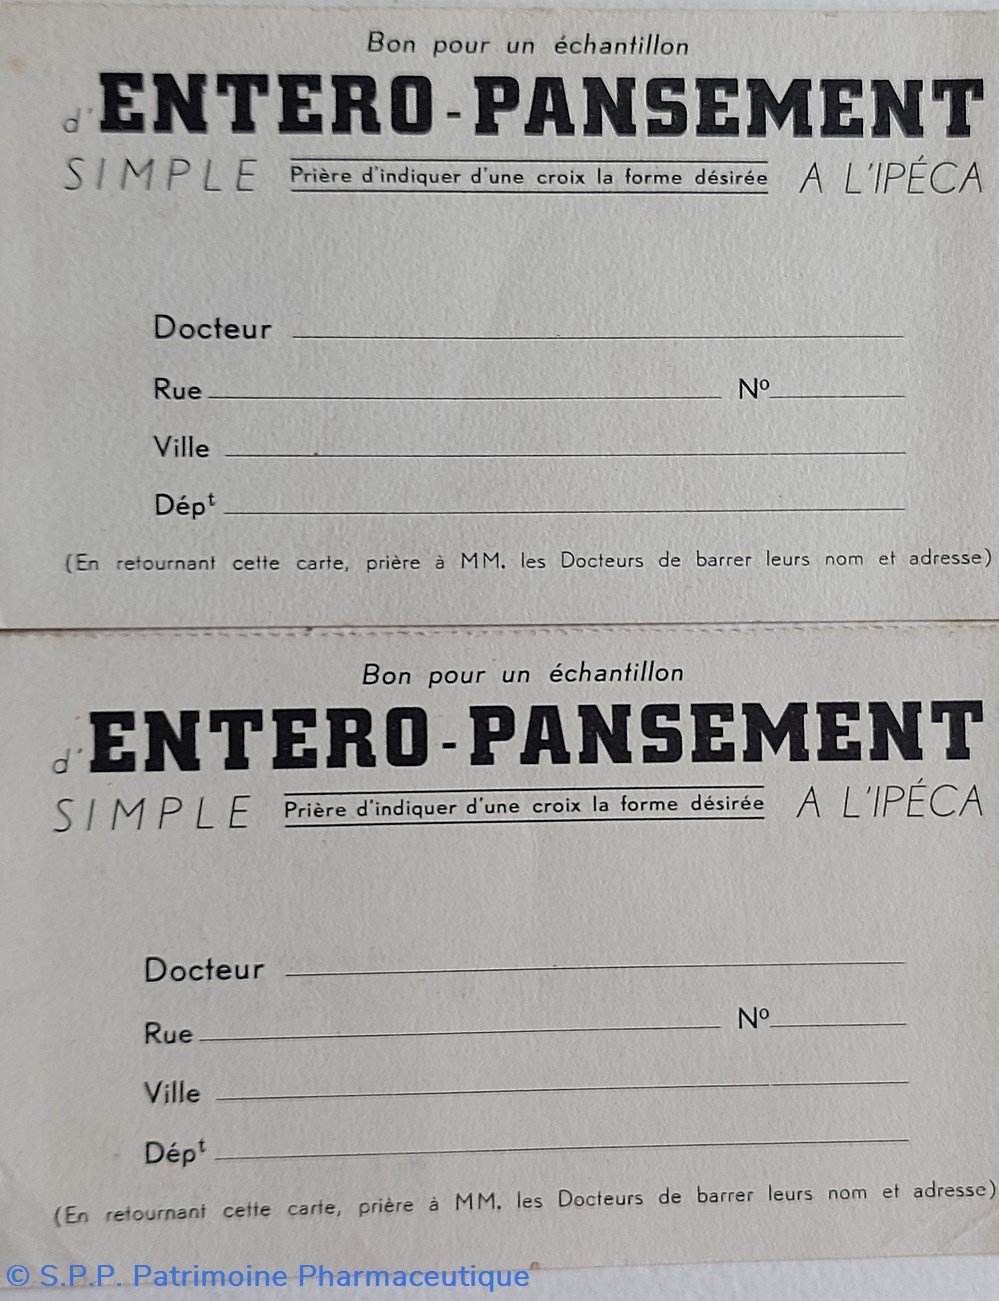 Bon pour un échantillon
d'ENTERO-PANSEMENT
SIMPLE Prière d'indiquer d'une croix la forme désirée A L'IPÉCA
Docteur
Rue Nº
Ville
Dépᵗ
(En retournant cette carte, prière à MM. les Docteurs de barrer leurs nom et adresse)
Bon pour un échantillon
d'ENTERO-PANSEMENT
SIMPLE Prière d'indiquer d'une croix la forme désirée A L'IPÉCA
Docteur
Rue Nº
Ville
Dépᵗ
(En retournant cette carte, prière à MM. les Docteurs de barrer leurs nom et adresse)
© S.P.P. Patrimoine Pharmaceutique